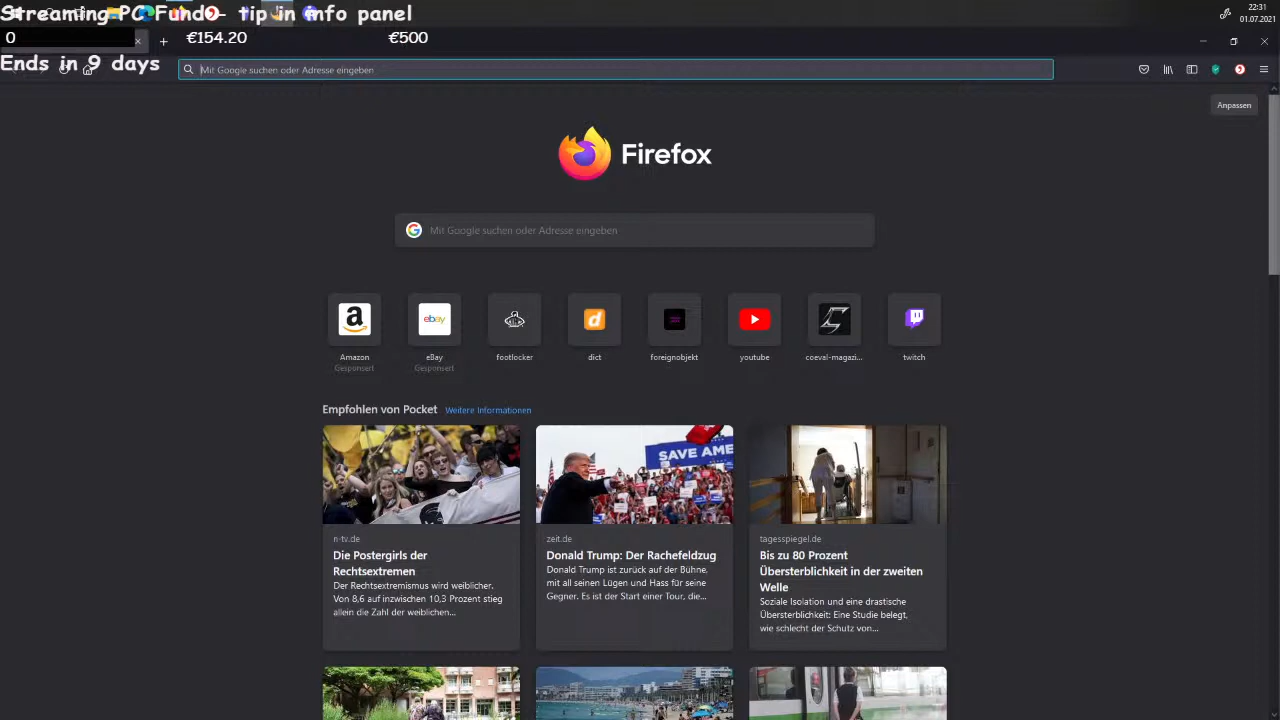 Streaming PC Funds - tip in info panel
22:31
01.07.2021
0
€154.20
€500
Ends in 9 days
Mit Google suchen oder Adresse eingeben
Anpassen
Firefox
Mit Google suchen oder Adresse eingeben
Amazon
Gesponsert
eBay
Gesponsert
footlocker
dict
foreignobjekt
youtube
coeval-magazi...
twitch
Empfohlen von Pocket Weitere Informationen
n-tv.de
Die Postergirls der
Rechtsextremen
Der Rechtsextremismus wird weiblicher.
Von 8,6 auf inzwischen 10,3 Prozent stieg
allein die Zahl der weiblichen...
SAVE AME
zeit.de
Donald Trump: Der Rachefeldzug
Donald Trump ist zurück auf der Bühne,
mit all seinen Lügen und Hass für seine
Gegner. Es ist der Start einer Tour, die...
tagesspiegel.de
Bis zu 80 Prozent
Übersterblichkeit in der zweiten
Welle
Soziale Isolation und eine drastische
Übersterblichkeit: Eine Studie belegt,
wie schlecht der Schutz von...